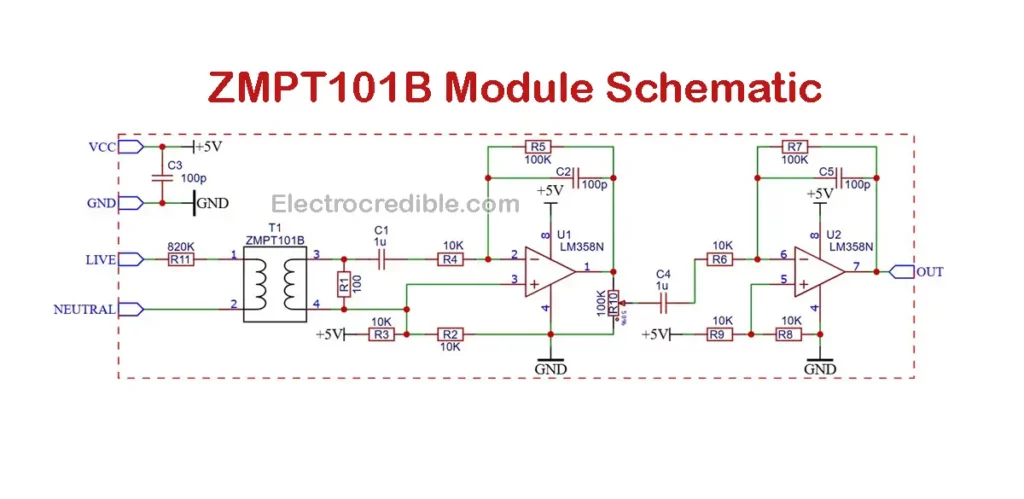 ZMPT101B Module Schematic
VCC
+5V
C3
100p
GND
GND
Electrocredible.com
R5
100K
C2
100p
+5V
8
U1
LM358N
R7
100K
C5
100p
+5V
8
U2
LM358N
LIVE
820K
R11
T1
ZMPT101B
1
3
2
4
C1
1u
R1
100
10K
R4
2
3
1
4
NEUTRAL
+5V
10K
R3
R2
10K
GND
100K
R10
50%
C4
1u
10K
R6
6
5
7
4
OUT
+5V
10K
R9
10K
R8
GND